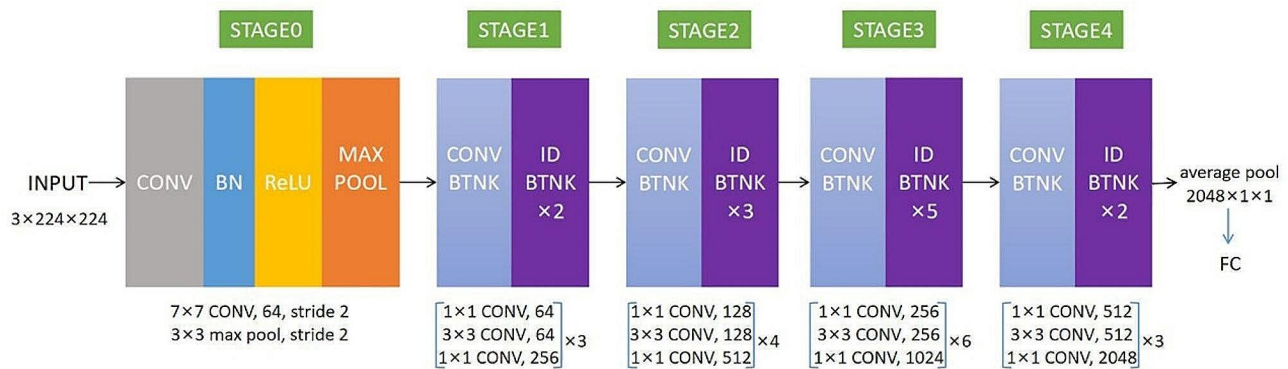 STAGE0
STAGE1
STAGE2
STAGE3
STAGE4
INPUT
3×224×224
CONV
BN
ReLU
MAX
POOL
CONV
BTNK
ID
BTNK
×2
CONV
BTNK
ID
BTNK
×3
CONV
BTNK
ID
BTNK
×5
CONV
BTNK
ID
BTNK
×2
average pool
2048×1×1
FC
7×7 CONV, 64, stride 2
3×3 max pool, stride 2
1×1 CONV, 64
3×3 CONV, 64
1×1 CONV, 256
×3
1×1 CONV, 128
3×3 CONV, 128
1×1 CONV, 512
×4
1×1 CONV, 256
3×3 CONV, 256
1×1 CONV, 1024
×6
1×1 CONV, 512
3×3 CONV, 512
1×1 CONV, 2048
×3